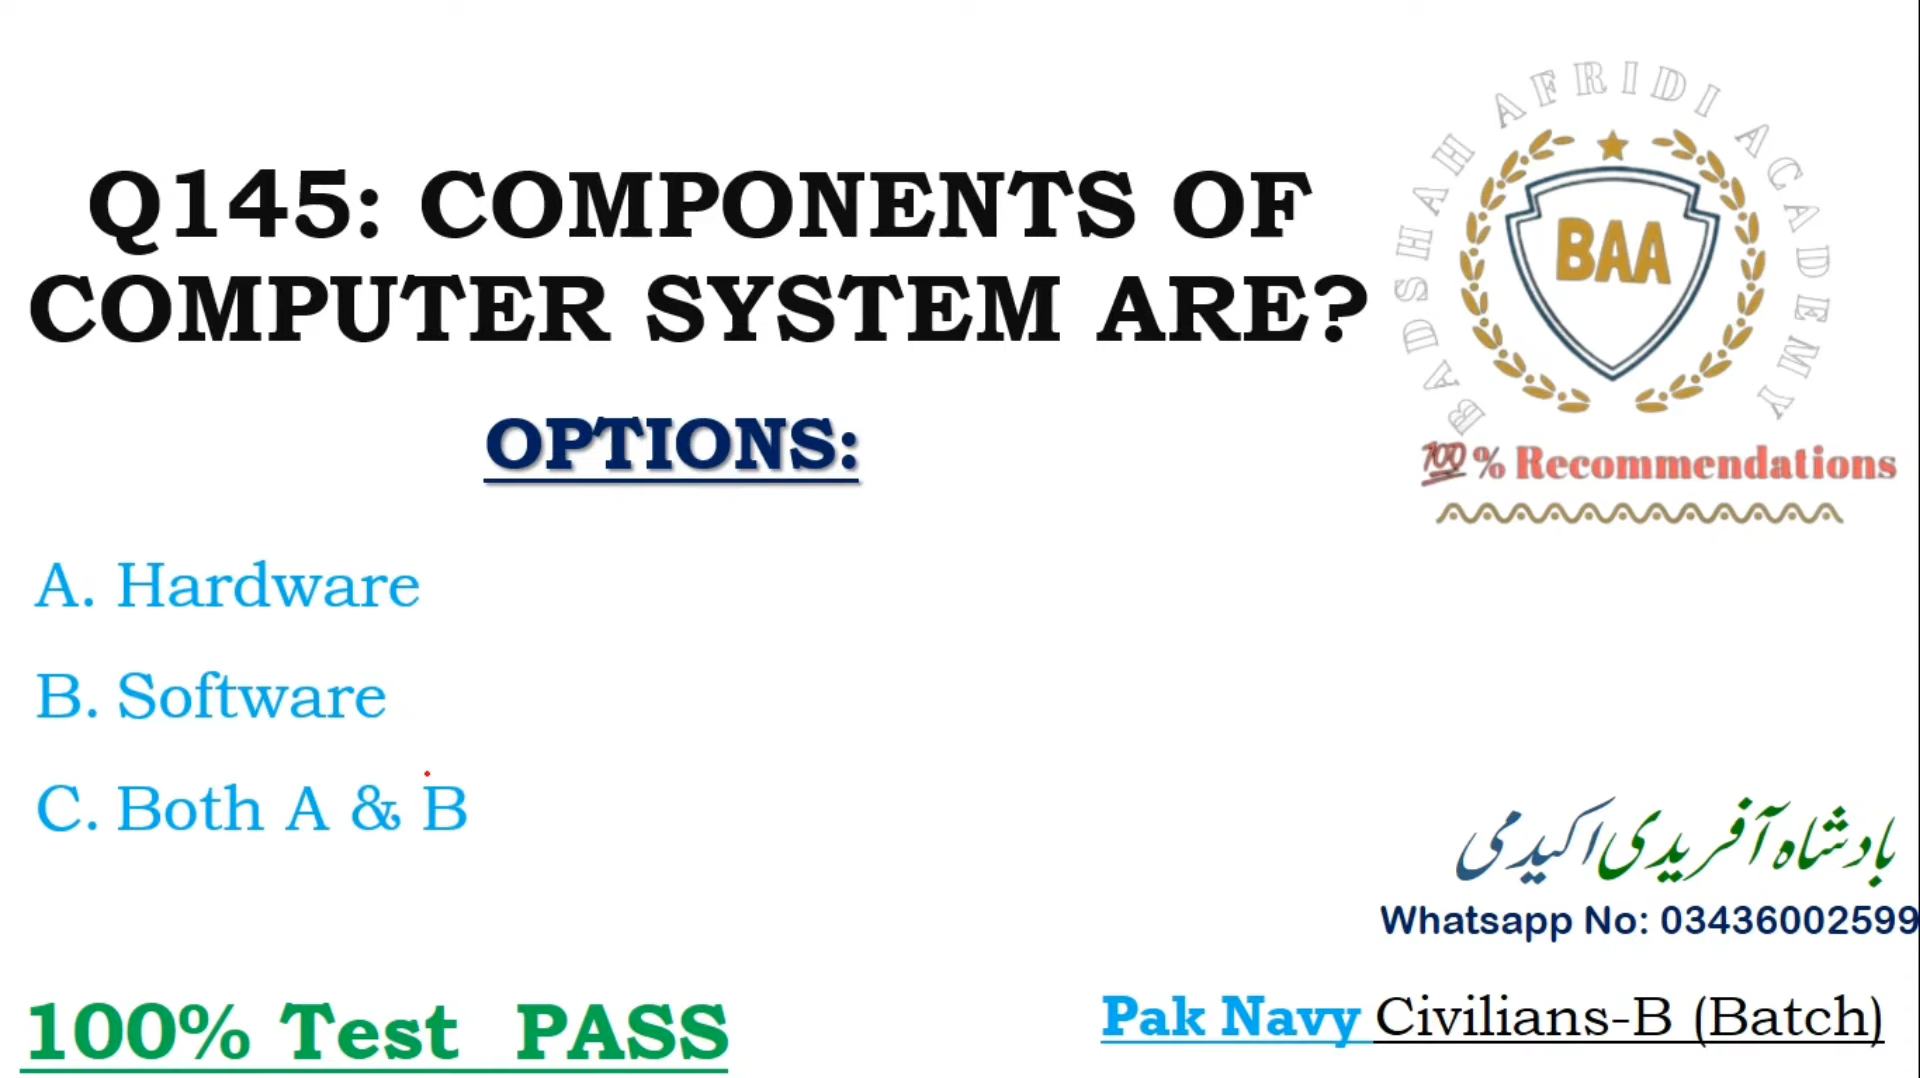 Q145: COMPONENTS OF
COMPUTER SYSTEM ARE?
BADSHAH AFRIDI ACADEMY
BAA
💯% Recommendations
OPTIONS:
A. Hardware
B. Software
C. Both A & B
بادشاہ آفریدی اکیڈمی
Whatsapp No: 03436002599
100% Test PASS
Pak Navy Civilians-B (Batch)